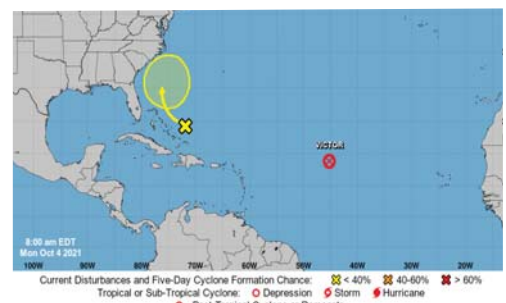 VICTOR
8:00 am EDT
Mon Oct 4 2021
100W 90W 80W 70W 60W 50W 40W 30W 20W
Current Disturbances and Five-Day Cyclone Formation Chance: < 40% 40-60% > 60%
Tropical or Sub-Tropical Cyclone: Depression Storm Hurricane